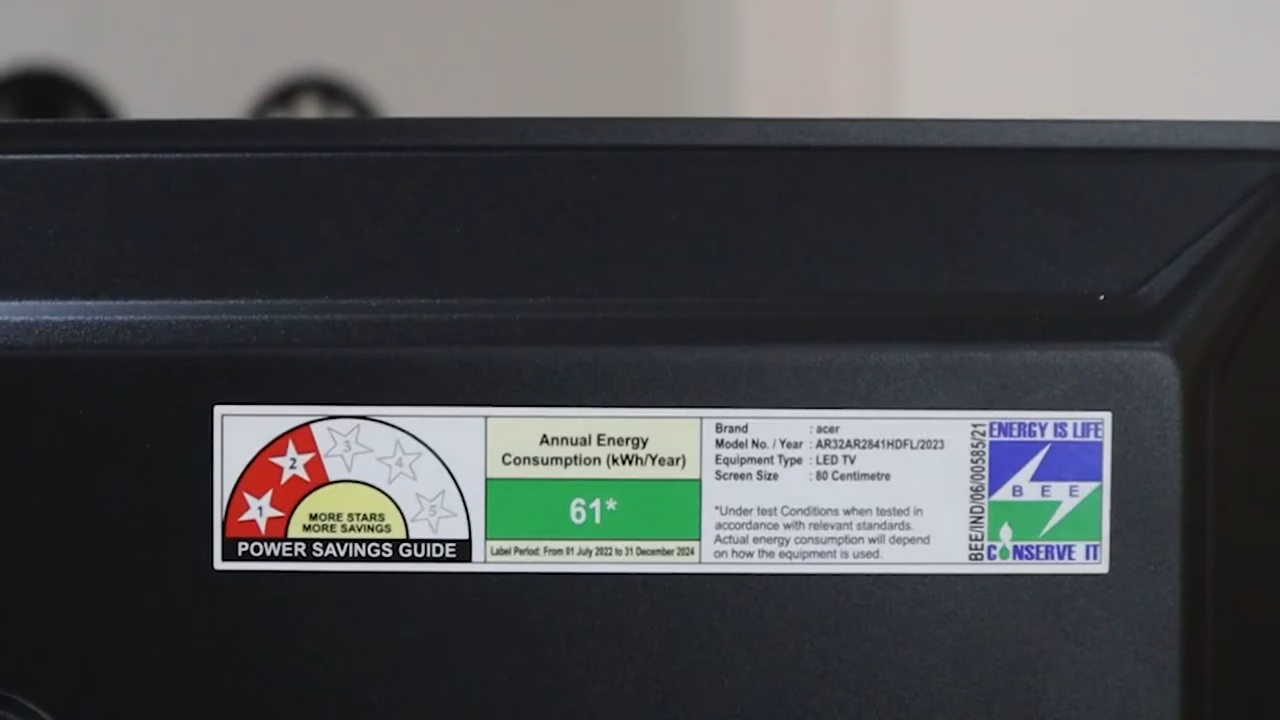 1
2
3
4
5
MORE STARS
MORE SAVINGS
POWER SAVINGS GUIDE
Annual Energy
Consumption (kWh/Year)
61*
Label Period: From 01 July 2022 to 31 December 2024
Brand : acer
Model No. / Year : AR32AR2841HDFL/2023
Equipment Type : LED TV
Screen Size : 80 Centimetre
*Under test Conditions when tested in
accordance with relevant standards.
Actual energy consumption will depend
on how the equipment is used.
BEE/IND/06/00585/21
ENERGY IS LIFE
BEE
CONSERVE IT